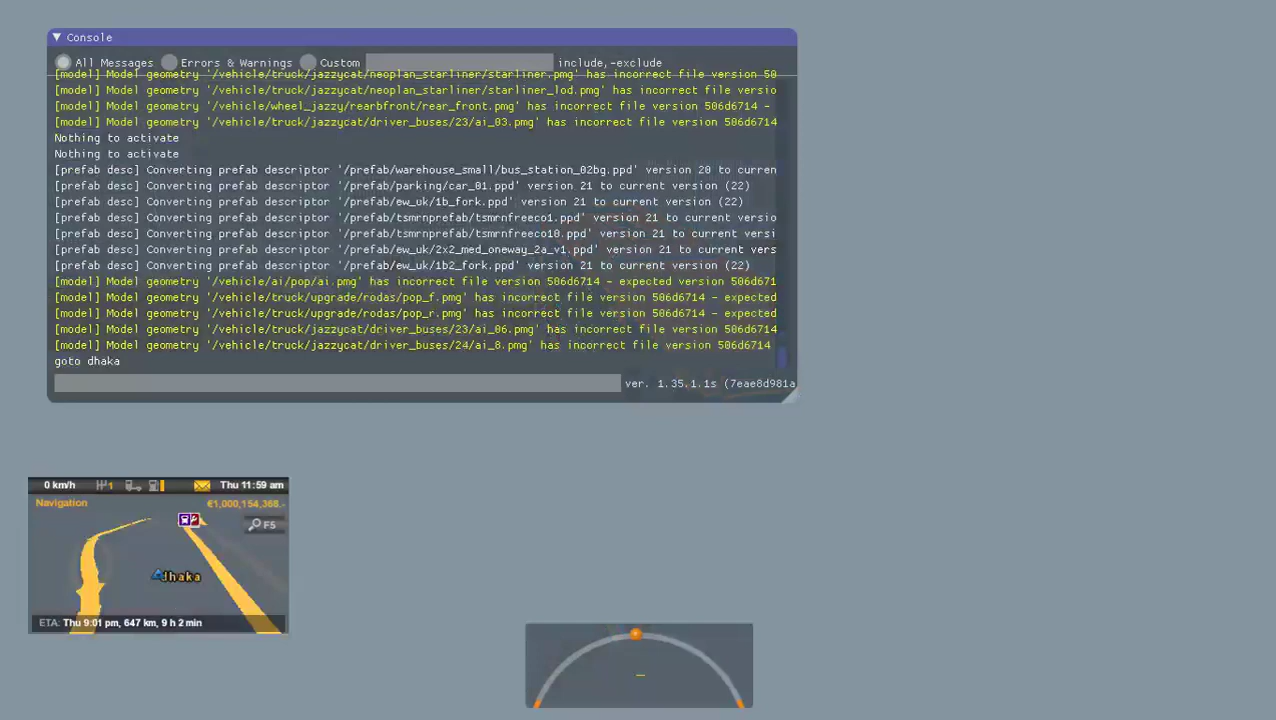 Console
All Messages Errors & Warnings Custom include,-exclude
[model] Model geometry '/vehicle/truck/jazzycat/neoplan_starliner/starliner.pmg' has incorrect file version 50
[model] Model geometry '/vehicle/truck/jazzycat/neoplan_starliner/starliner_lod.pmg' has incorrect file versio
[model] Model geometry '/vehicle/wheel_jazzy/rearbfront/rear_front.pmg' has incorrect file version 506d6714 -
[model] Model geometry '/vehicle/truck/jazzycat/driver_buses/23/ai_03.pmg' has incorrect file version 506d6714
Nothing to activate
Nothing to activate
[prefab desc] Converting prefab descriptor '/prefab/warehouse_small/bus_station_02bg.ppd' version 20 to curren
[prefab desc] Converting prefab descriptor '/prefab/parking/car_01.ppd' version 21 to current version (22)
[prefab desc] Converting prefab descriptor '/prefab/ew_uk/1b_fork.ppd' version 21 to current version (22)
[prefab desc] Converting prefab descriptor '/prefab/tsmrnprefab/tsmrnfreeco1.ppd' version 21 to current versio
[prefab desc] Converting prefab descriptor '/prefab/tsmrnprefab/tsmrnfreeco10.ppd' version 21 to current versi
[prefab desc] Converting prefab descriptor '/prefab/ew_uk/2x2_med_oneway_2a_v1.ppd' version 21 to current vers
[prefab desc] Converting prefab descriptor '/prefab/ew_uk/1b2_fork.ppd' version 21 to current version (22)
[model] Model geometry '/vehicle/ai/pop/ai.pmg' has incorrect file version 506d6714 - expected version 506d671
[model] Model geometry '/vehicle/truck/upgrade/rodas/pop_f.pmg' has incorrect file version 506d6714 - expected
[model] Model geometry '/vehicle/truck/upgrade/rodas/pop_r.pmg' has incorrect file version 506d6714 - expected
[model] Model geometry '/vehicle/truck/jazzycat/driver_buses/23/ai_06.pmg' has incorrect file version 506d6714
[model] Model geometry '/vehicle/truck/jazzycat/driver_buses/24/ai_8.pmg' has incorrect file version 506d6714
goto dhaka
ver. 1.35.1.1s (7eae8d981a
0 km/h 1 Thu 11:59 am
Navigation €1,000,154,368.-
F5
dhaka
ETA: Thu 9:01 pm, 647 km, 9 h 2 min